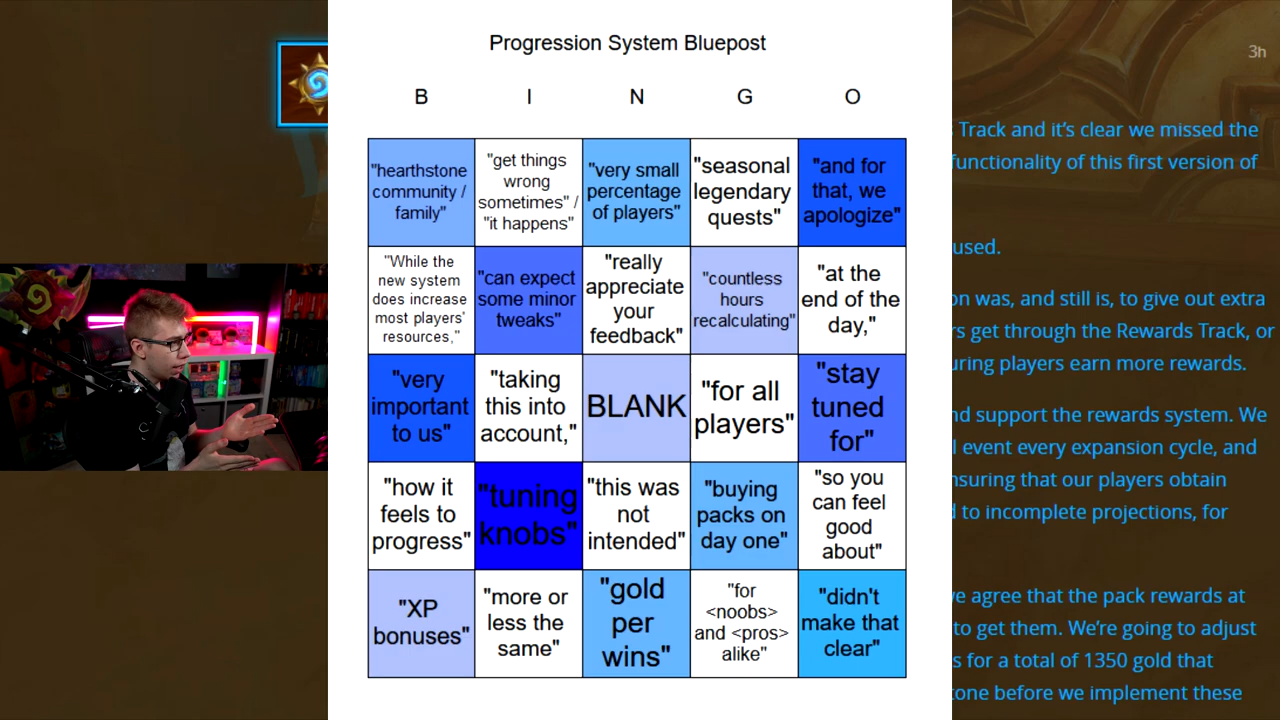 Progression System Bluepost
B I N G O
"hearthstone
community /
family"
"get things
wrong
sometimes" /
"it happens"
"very small
percentage
of players"
"seasonal
legendary
quests"
"and for
that, we
apologize"
"While the
new system
does increase
most players'
resources,"
"can expect
some minor
tweaks"
"really
appreciate
your
feedback"
"countless
hours
recalculating"
"at the
end of the
day,"
"very
important
to us"
"taking
this into
account,"
BLANK
"for all
players"
"stay
tuned
for"
"how it
feels to
progress"
"tuning
knobs"
"this was
not
intended"
"buying
packs on
day one"
"so you
can feel
good
about"
"XP
bonuses"
"more or
less the
same"
"gold
per
wins"
"for
<noobs>
and <pros>
alike"
"didn't
make that
clear"
3h
Track and it's clear we missed the
functionality of this first version of
used.
on was, and still is, to give out extra
rs get through the Rewards Track, or
uring players earn more rewards.
nd support the rewards system. We
l event every expansion cycle, and
nsuring that our players obtain
d to incomplete projections, for
we agree that the pack rewards at
to get them. We're going to adjust
s for a total of 1350 gold that
tone before we implement these